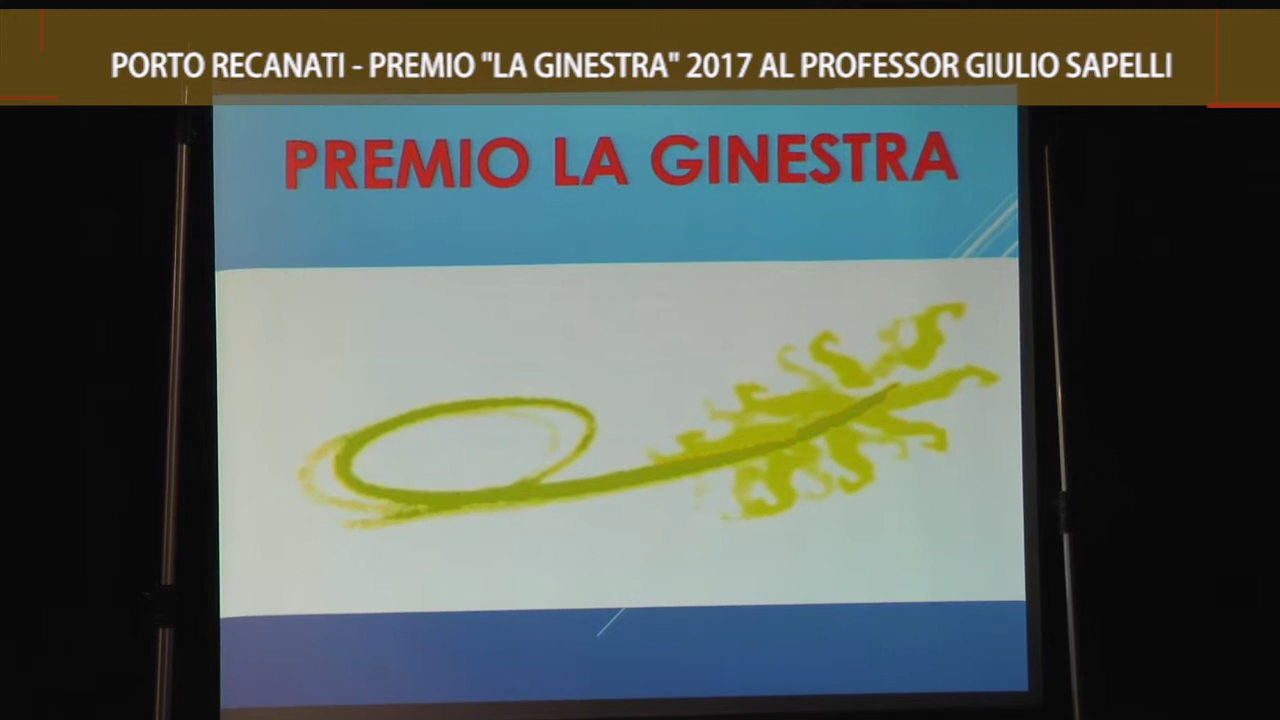 PORTO RECANATI - PREMIO "LA GINESTRA" 2017 AL PROFESSOR GIULIO SAPELLI
PREMIO LA GINESTRA